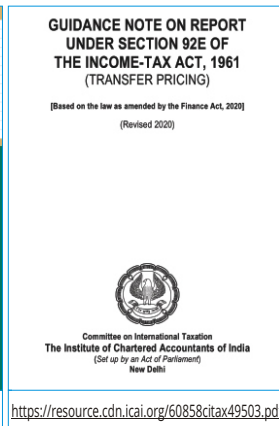 GUIDANCE NOTE ON REPORT
UNDER SECTION 92E OF
THE INCOME-TAX ACT, 1961
(TRANSFER PRICING)
[Based on the law as amended by the Finance Act, 2020]
(Revised 2020)
Committee on International Taxation
The Institute of Chartered Accountants of India
(Set up by an Act of Parliament)
New Delhi
https://resource.cdn.icai.org/60858citax49503.pd